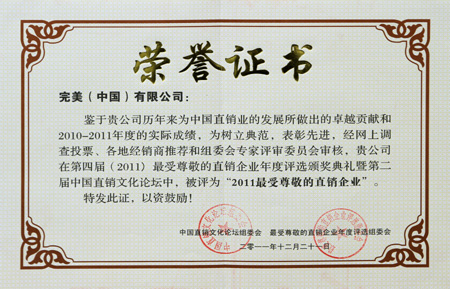 荣誉证书
完美（中国）有限公司：
鉴于贵公司历年来为中国直销业的发展所做出的卓越贡献和
2010-2011年度的实际成绩，为树立典范，表彰先进，经网上调
查投票、各地经销商推荐和组委会专家评审委员会审核，贵公司
在第四届（2011）最受尊敬的直销企业年度评选颁奖典礼暨第二
届中国直销文化论坛中，被评为“2011最受尊敬的直销企业”。
特发此证，以资鼓励！
中国直销文化论坛组委会 最受尊敬的直销企业年度评选组委会
二零一一年十二月二十一日